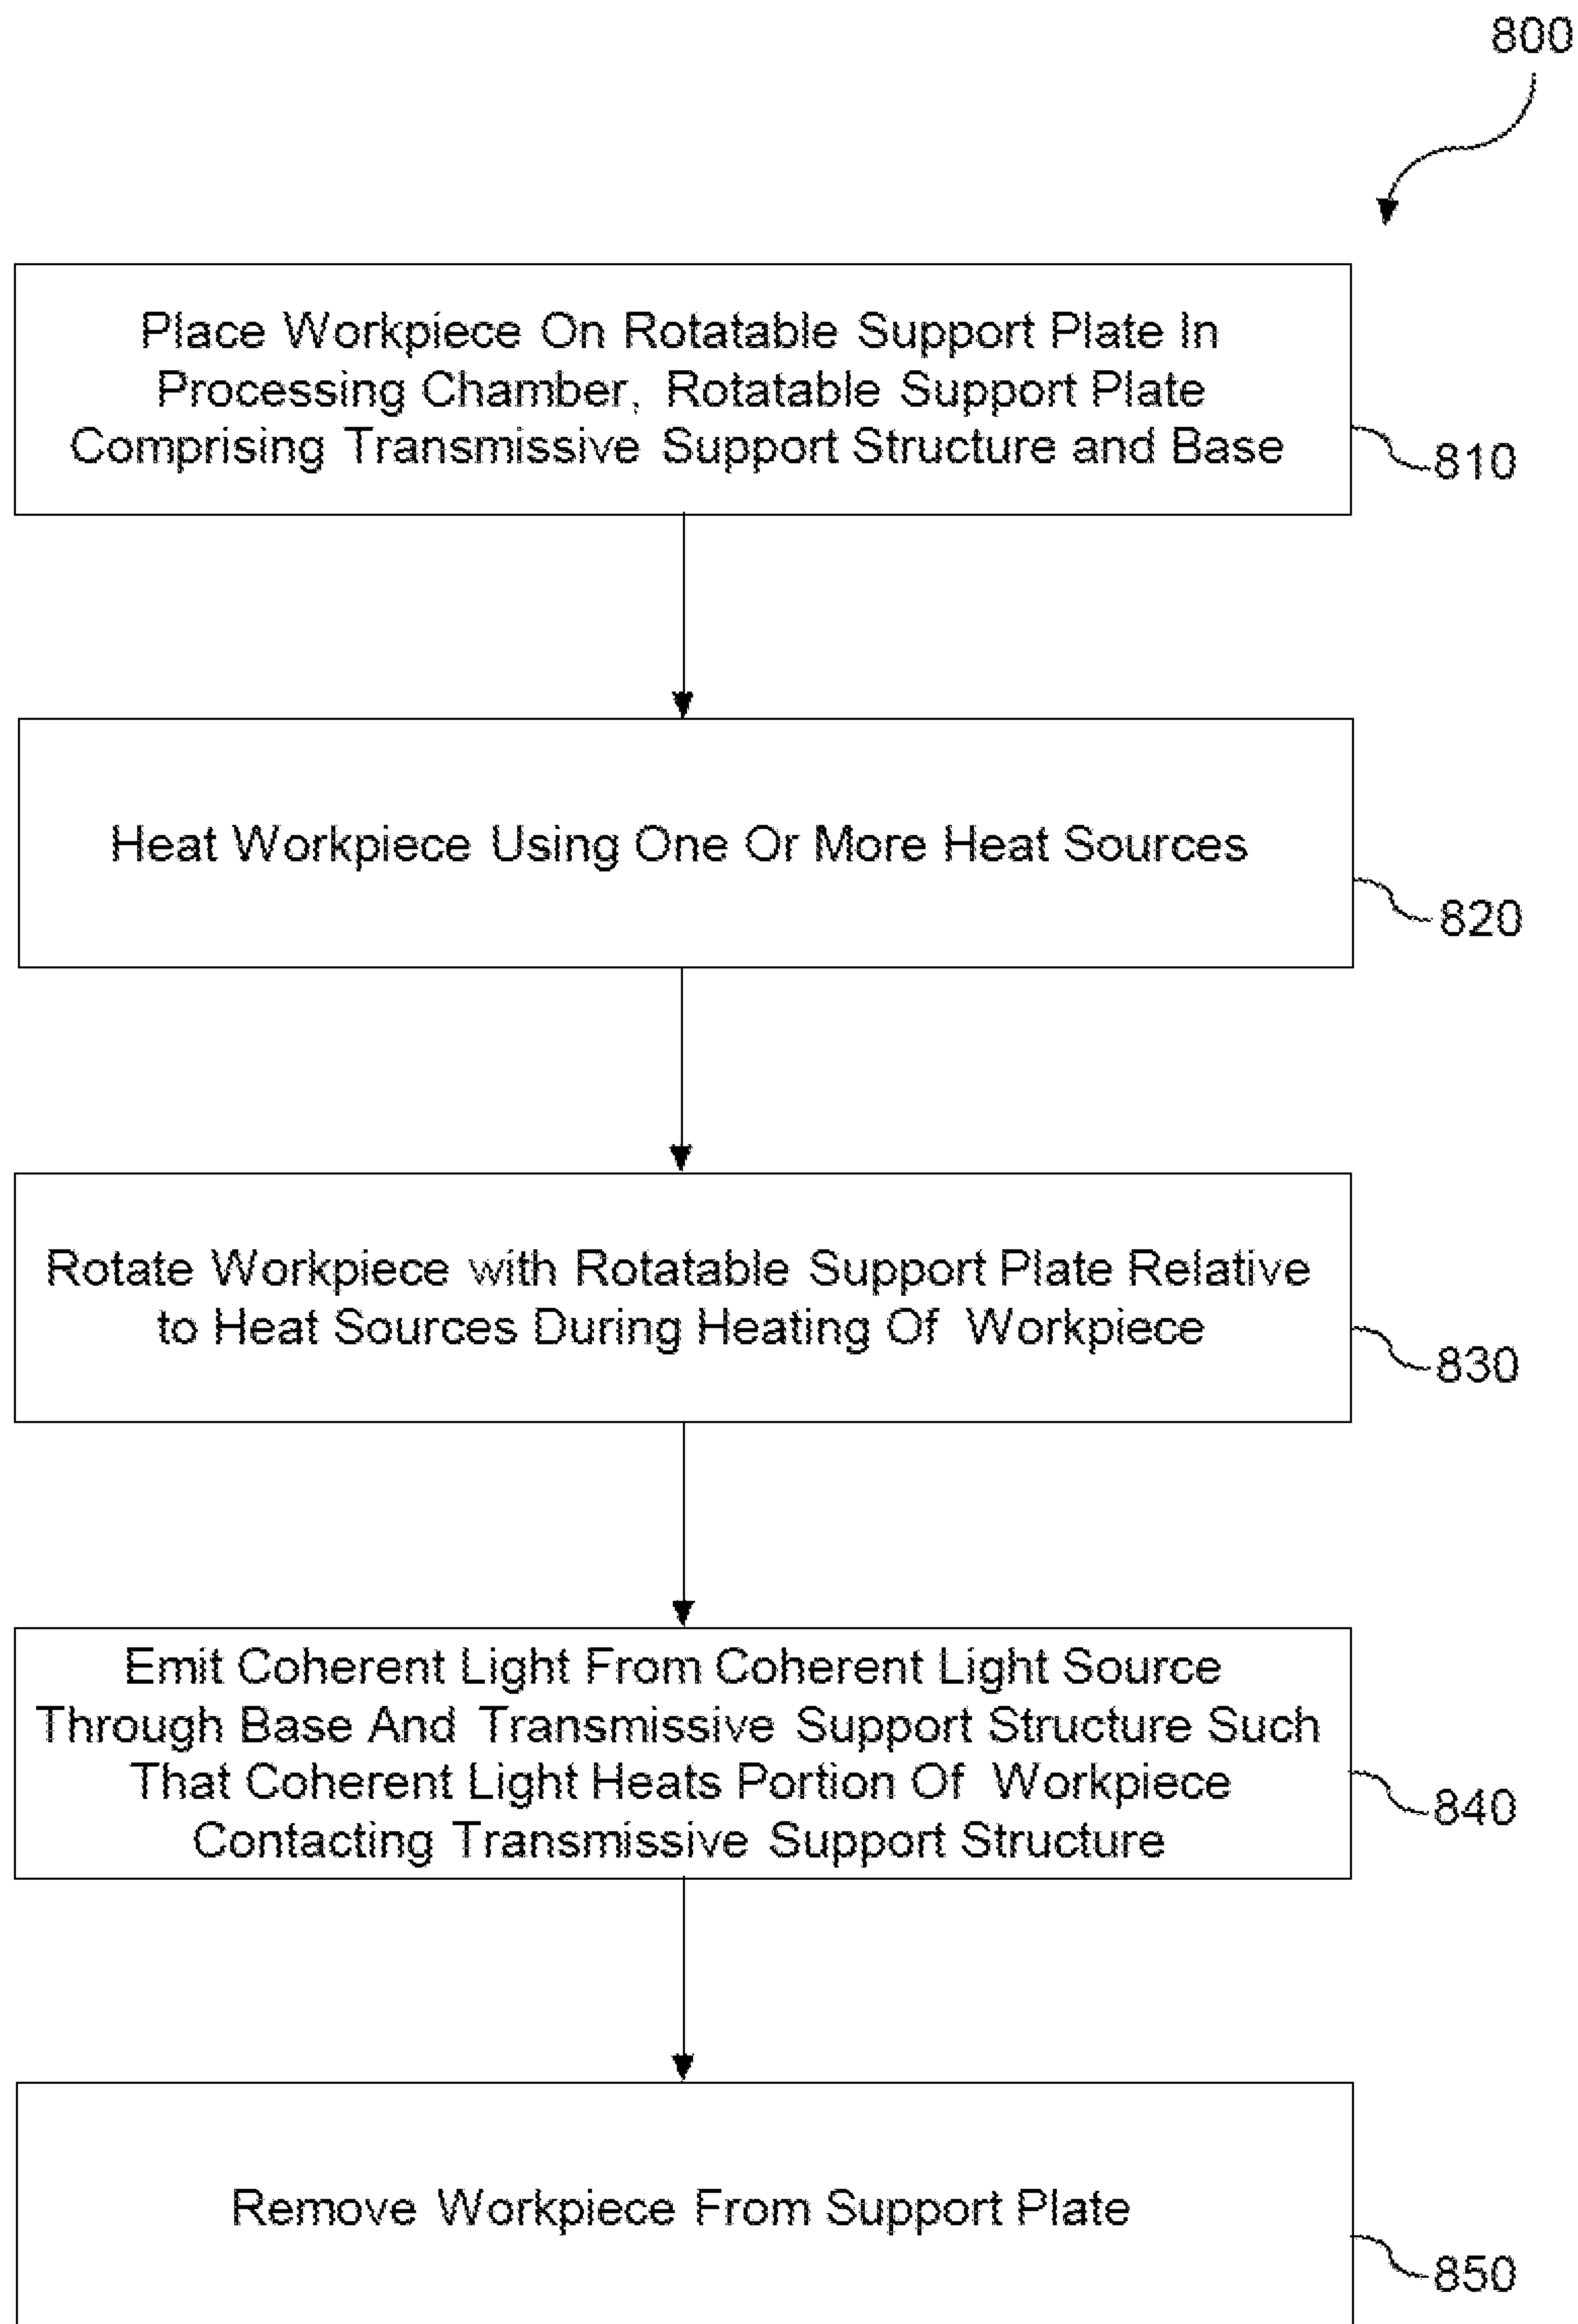 800
Place Workpiece On Rotatable Support Plate In
Processing Chamber, Rotatable Support Plate
Comprising Transmissive Support Structure and Base
810
Heat Workpiece Using One Or More Heat Sources
820
Rotate Workpiece with Rotatable Support Plate Relative
to Heat Sources During Heating Of Workpiece
830
Emit Coherent Light From Coherent Light Source
Through Base And Transmissive Support Structure Such
That Coherent Light Heats Portion Of Workpiece
Contacting Transmissive Support Structure
840
Remove Workpiece From Support Plate
850